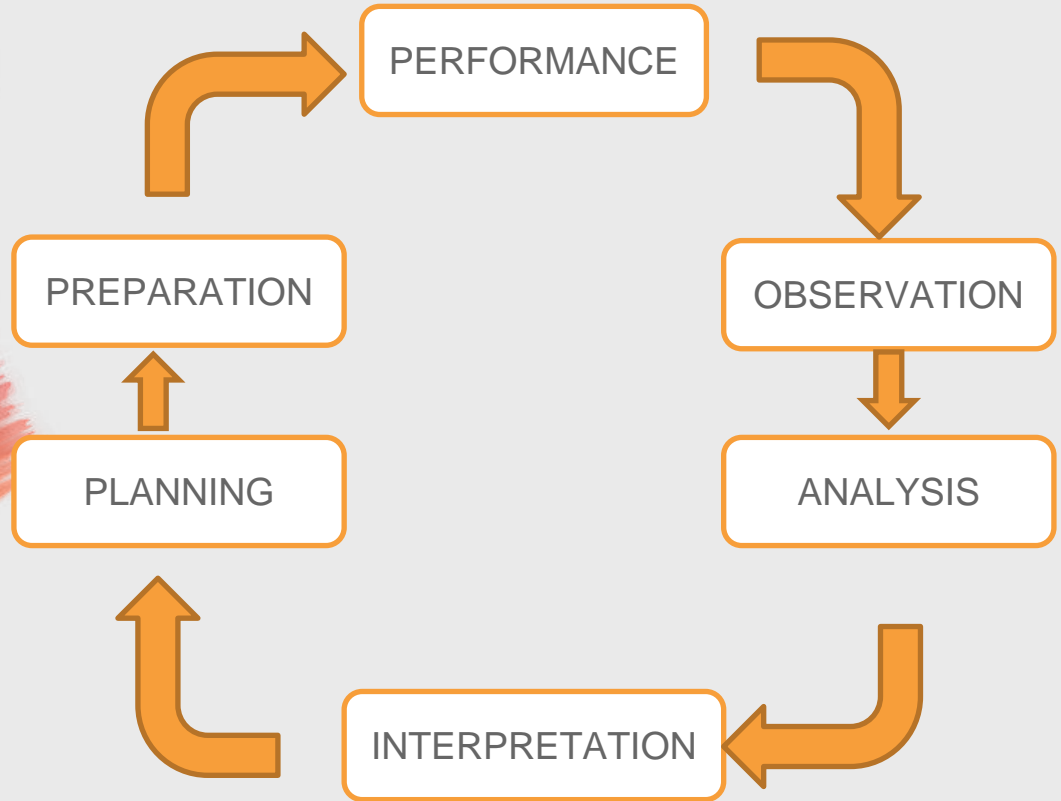 PERFORMANCE
PREPARATION
OBSERVATION
PLANNING
ANALYSIS
INTERPRETATION